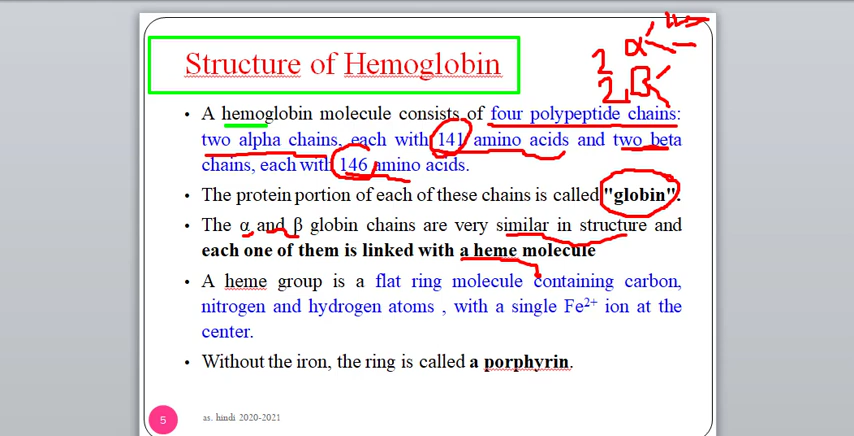 Structure of Hemoglobin
2 α
2 β
• A hemoglobin molecule consists of four polypeptide chains:
two alpha chains, each with 141 amino acids and two beta
chains, each with 146 amino acids.
• The protein portion of each of these chains is called "globin".
• The α and β globin chains are very similar in structure and
each one of them is linked with a heme molecule
• A heme group is a flat ring molecule containing carbon,
nitrogen and hydrogen atoms , with a single Fe²⁺ ion at the
center.
• Without the iron, the ring is called a porphyrin.
5
as. hindi 2020-2021